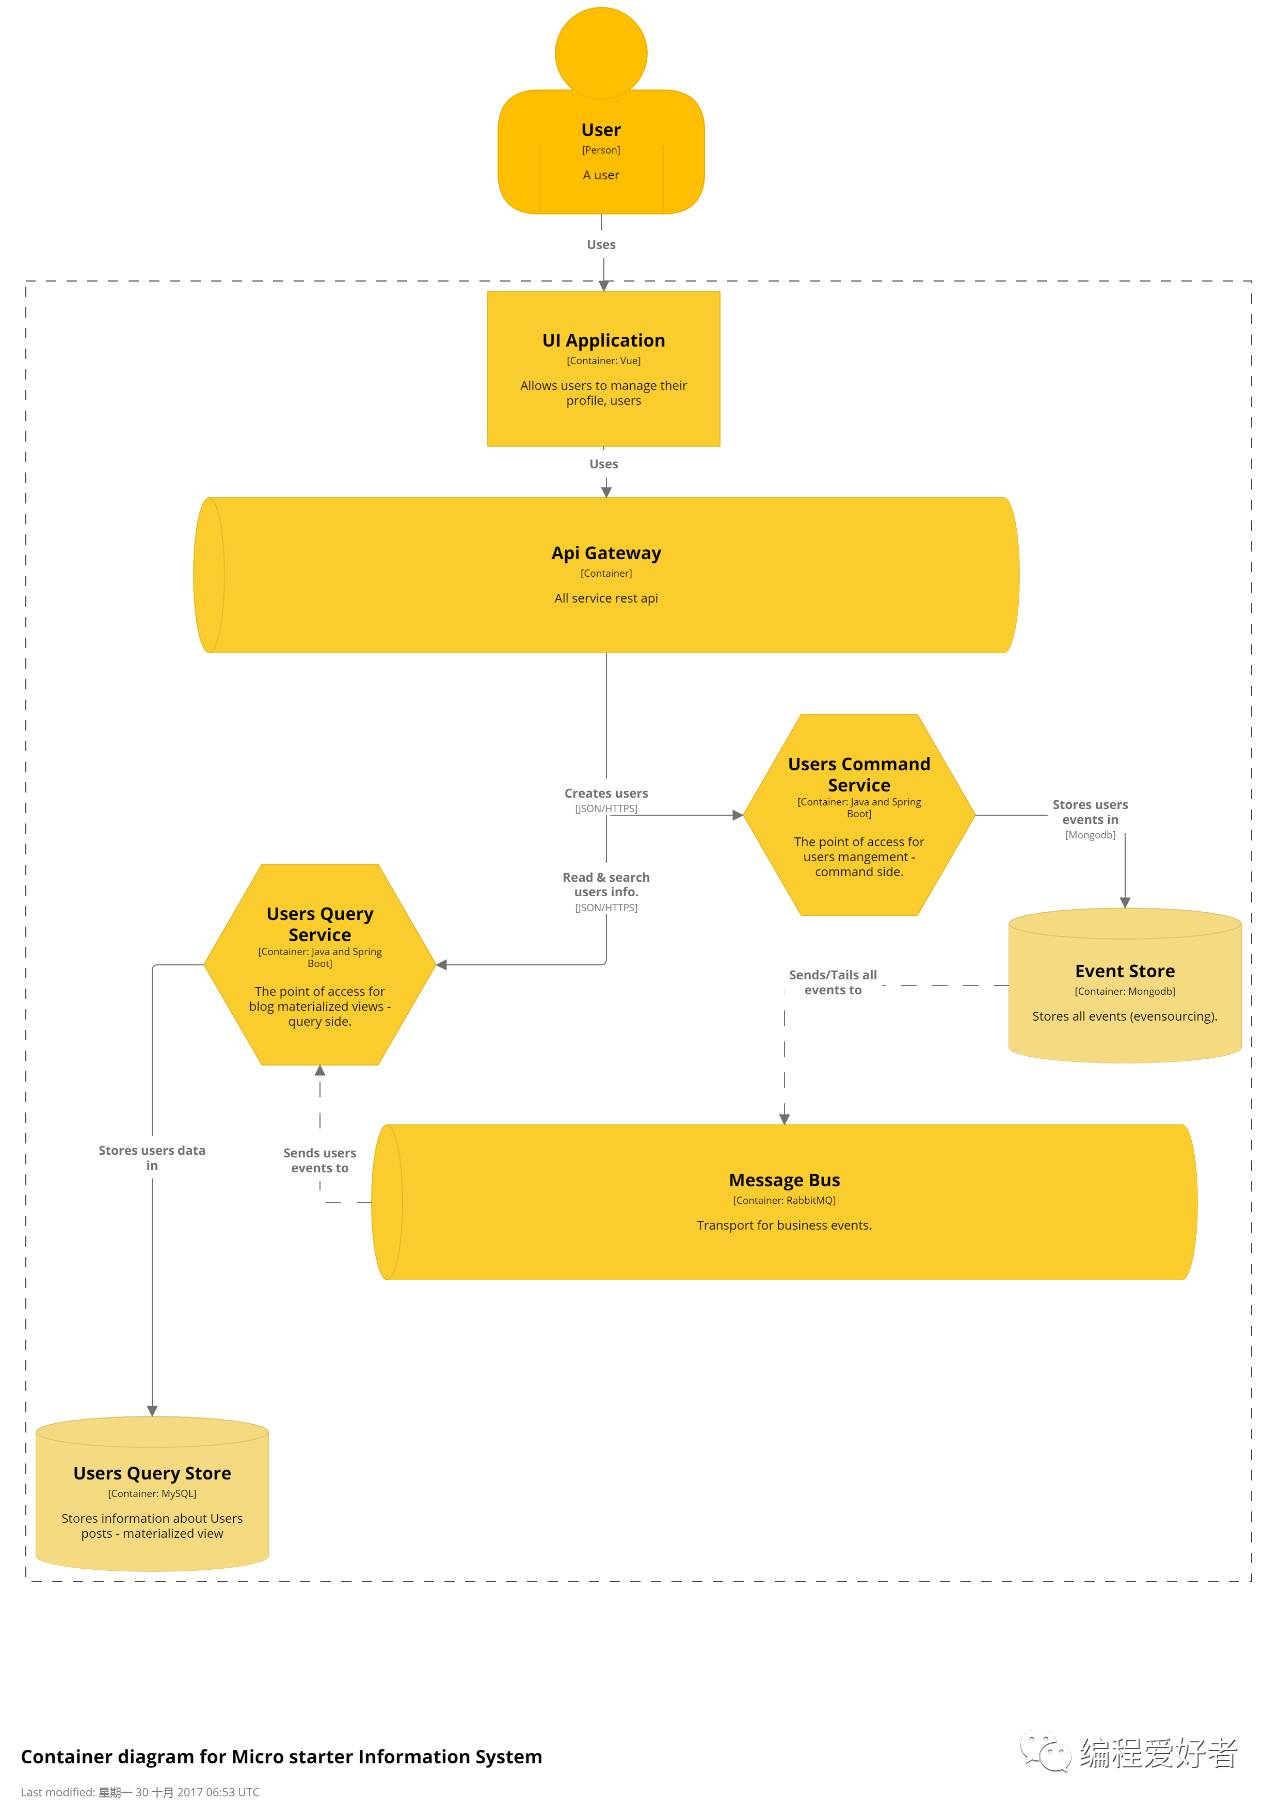 User
[Person]
A user
Uses
UI Application
[Container: Vue]
Allows users to manage their
profile, users
Uses
Api Gateway
[Container]
All service rest api
Users Command
Service
[Container: Java and Spring
Boot]
The point of access for
users mangement -
command side.
Creates users
[JSON/HTTPS]
Stores users
events in
[Mongodb]
Read & search
users info.
[JSON/HTTPS]
Users Query
Service
[Container: Java and Spring
Boot]
The point of access for
blog materialized views -
query side.
Sends/Tails all
events to
Event Store
[Container: Mongodb]
Stores all events (evensourcing).
Stores users data
in
Sends users
events to
Message Bus
[Container: RabbitMQ]
Transport for business events.
Users Query Store
[Container: MySQL]
Stores information about Users
posts - materialized view
Container diagram for Micro starter Information System
编程爱好者
Last modified: 星期一 30 十月 2017 06:53 UTC